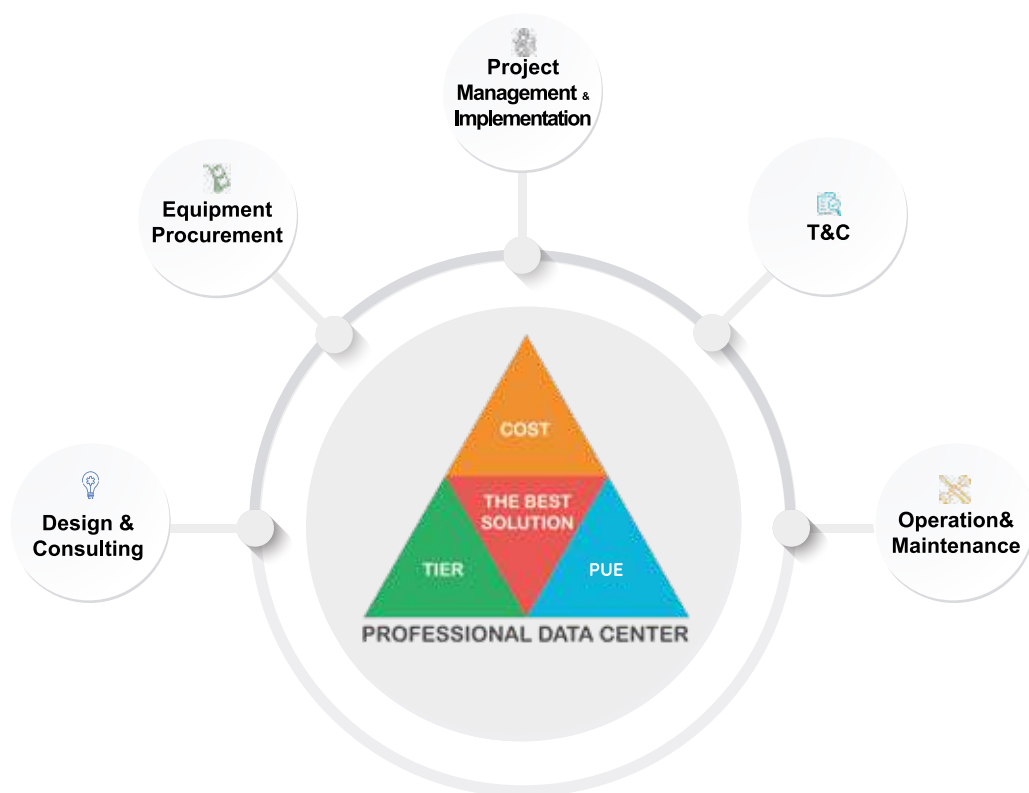 Project
Management &
Implementation
Equipment
Procurement
T&C
Design &
Consulting
Operation&
Maintenance
COST
THE BEST
SOLUTION
TIER
PUE
PROFESSIONAL DATA CENTER